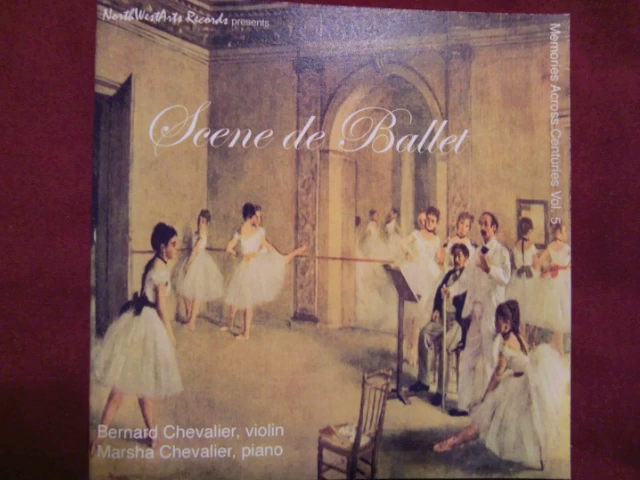 NorthWestArts Records presents
Scene de Ballet
Memories Across Centuries Vol. 5
Bernard Chevalier, violin
Marsha Chevalier, piano